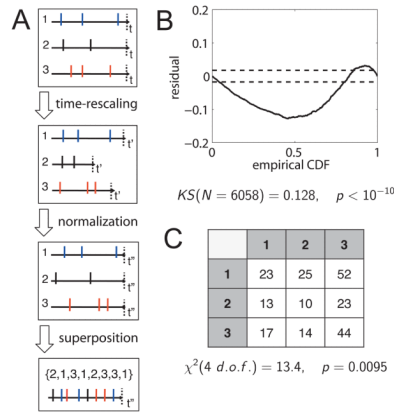 A
1
2
3
t
time-rescaling
1
2
3
t'
t'
t'
normalization
1
2
3
t"
t"
t"
superposition
{2,1,3,1,2,3,3,1}
t"
B
residual
0.2
0.1
0
−0.1
−0.2
0 0.5 1
empirical CDF
KS(N = 6058) = 0.128, p < 10⁻¹⁰
C
1 2 3
1 23 25 52
2 13 10 23
3 17 14 44
χ²(4 d.o.f.) = 13.4, p = 0.0095